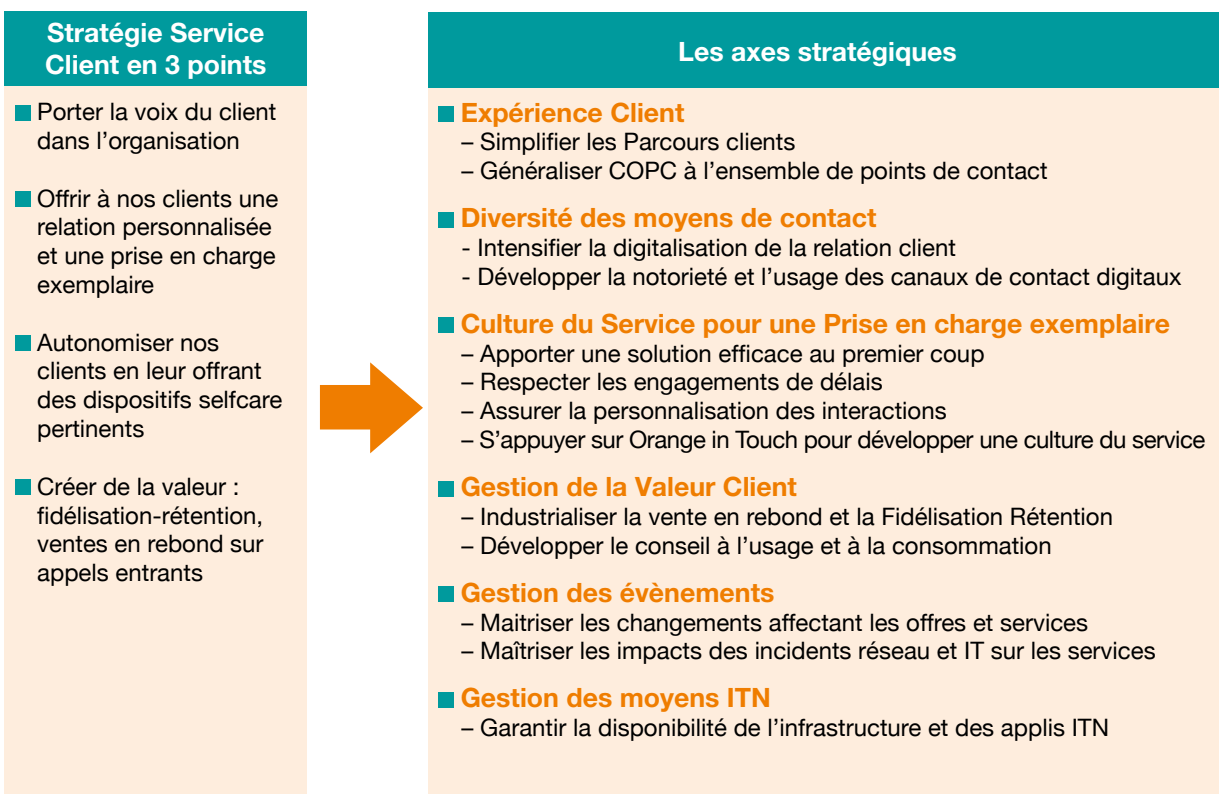 Stratégie Service
Client en 3 points
Porter la voix du client
dans l’organisation
Offrir à nos clients une
relation personnalisée
et une prise en charge
exemplaire
Autonomiser nos
clients en leur offrant
des dispositifs selfcare
pertinents
Créer de la valeur :
fidélisation-rétention,
ventes en rebond sur
appels entrants
Les axes stratégiques
Expérience Client
– Simplifier les Parcours clients
– Généraliser COPC à l’ensemble de points de contact
Diversité des moyens de contact
- Intensifier la digitalisation de la relation client
- Développer la notorieté et l’usage des canaux de contact digitaux
Culture du Service pour une Prise en charge exemplaire
– Apporter une solution efficace au premier coup
– Respecter les engagements de délais
– Assurer la personnalisation des interactions
– S’appuyer sur Orange in Touch pour développer une culture du service
Gestion de la Valeur Client
– Industrialiser la vente en rebond et la Fidélisation Rétention
– Développer le conseil à l’usage et à la consommation
Gestion des évènements
– Maitriser les changements affectant les offres et services
– Maîtriser les impacts des incidents réseau et IT sur les services
Gestion des moyens ITN
– Garantir la disponibilité de l’infrastructure et des applis ITN